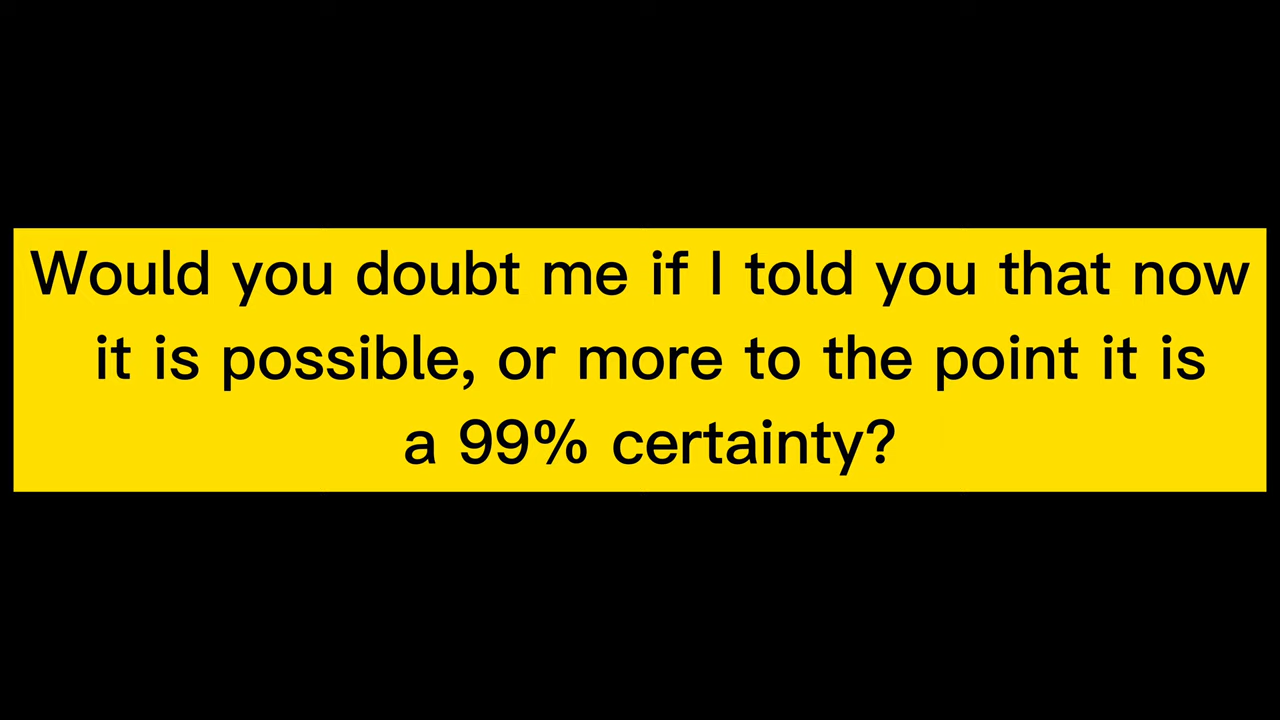 Would you doubt me if I told you that now
it is possible, or more to the point it is
a 99% certainty?